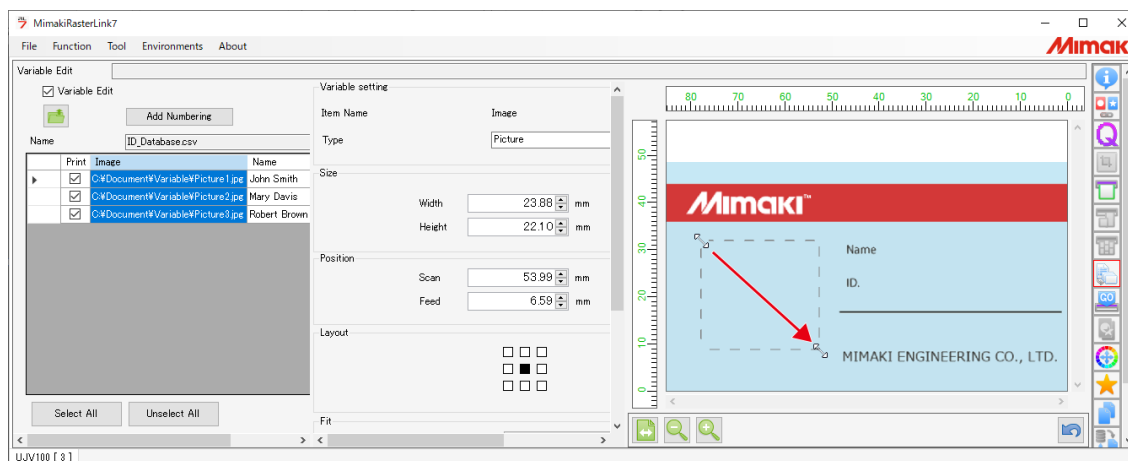 MimakiRasterLink7
File Function Tool Environments About
Mimaki
Variable Edit
Variable Edit
Add Numbering
Name ID_Database.csv
Print Image Name
C:¥Document¥Variable¥Picture1.jpg John Smith
C:¥Document¥Variable¥Picture2.jpg Mary Davis
C:¥Document¥Variable¥Picture3.jpg Robert Brown
Select All Unselect All
Variable setting
Item Name Image
Type Picture
Size
Width 23.88 mm
Height 22.10 mm
Position
Scan 53.99 mm
Feed 6.59 mm
Layout
Fit
80 70 60 50 40 30 20 10 0
50
40
30
20
10
0
Mimaki™
Name
ID.
MIMAKI ENGINEERING CO., LTD.
Q
GO
UJV100 [ 3 ]